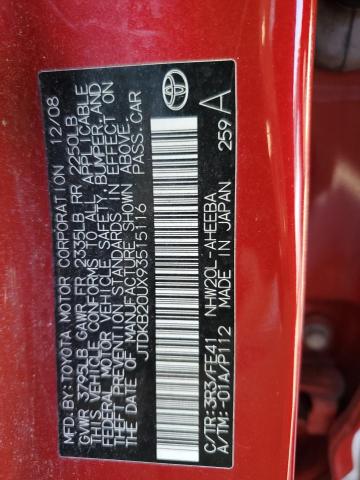 MFD.BY:TOYOTA MOTOR CORPORATION 12/08
GVWR 3795LB GAWR FR 2335LB RR 2250LB
THIS VEHICLE CONFORMS TO ALL APPLICABLE
FEDERAL MOTOR VEHICLE SAFETY, BUMPER, AND
THEFT PREVENTION STANDARDS IN EFFECT ON
THE DATE OF MANUFACTURE SHOWN ABOVE.
JTDKB20UX93515116 PASS.CAR
C/TR:3R3/FE41 NHW20L-AHEEBA
A/TM:-01A/P112 MADE IN JAPAN 259 A